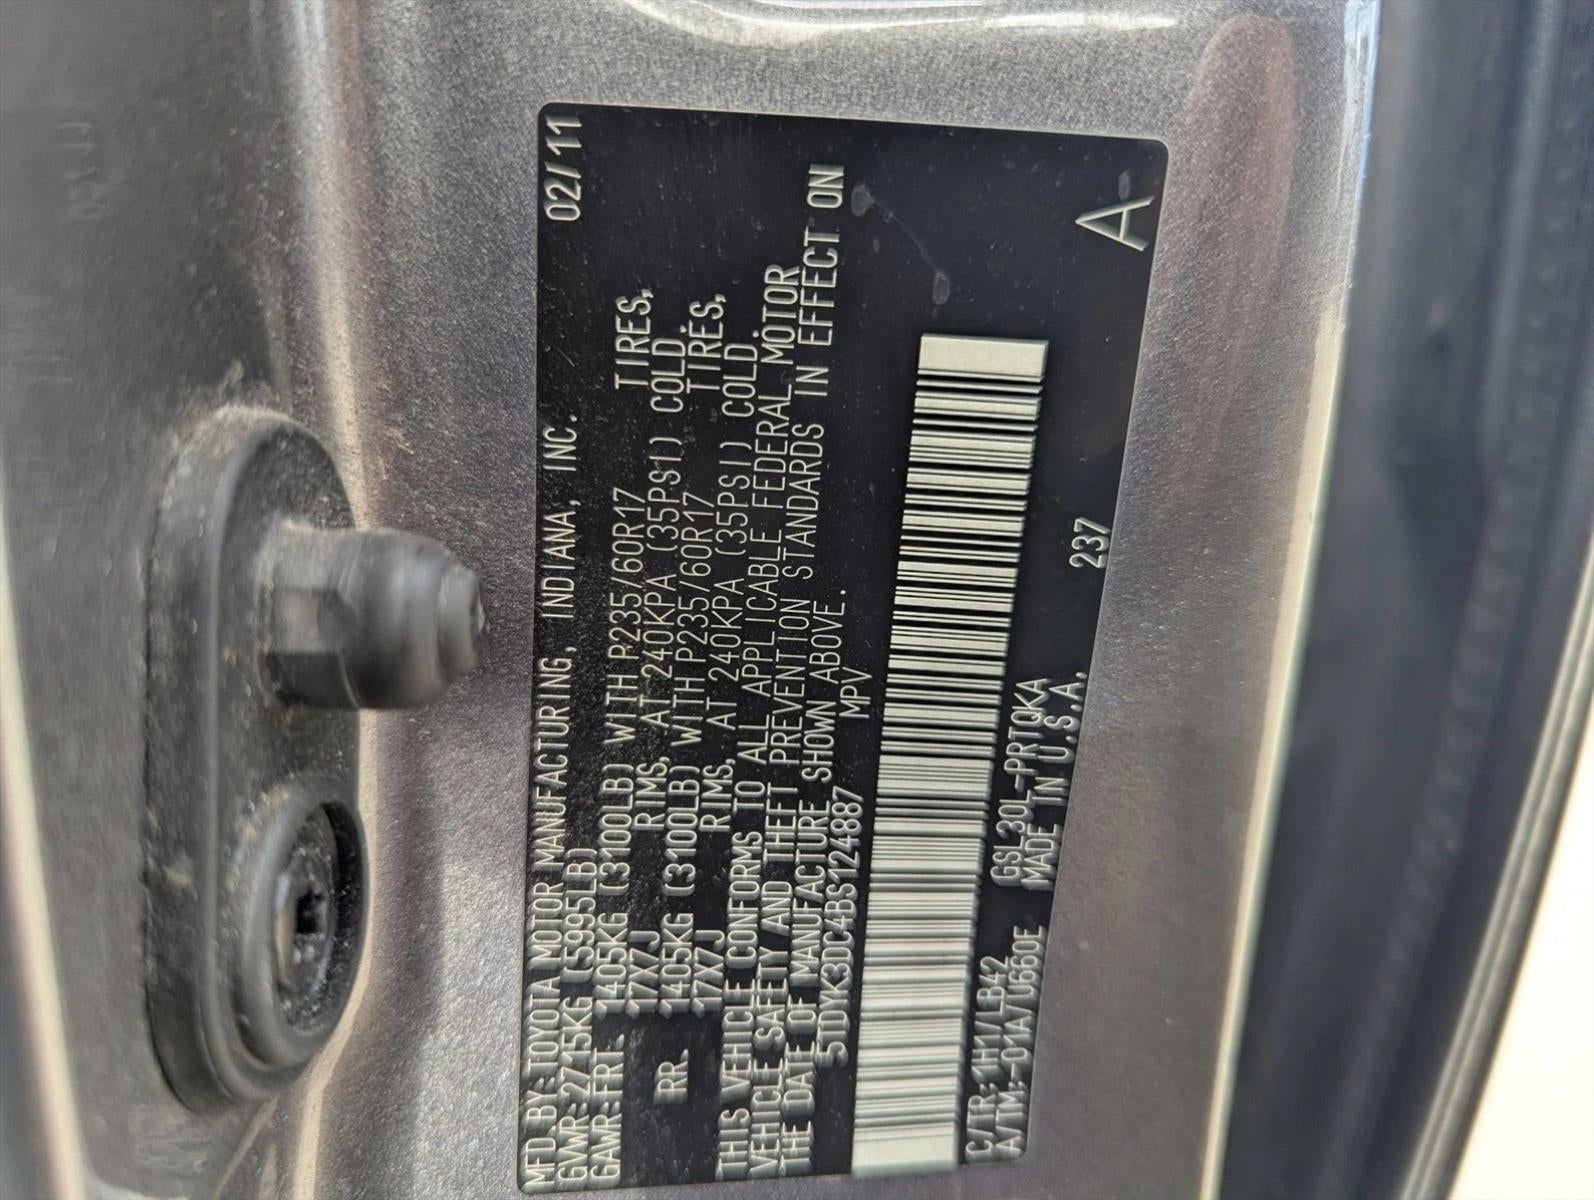 MFD.BY:TOYOTA MOTOR MANUFACTURING, INDIANA, INC. 02/11
GVWR:2715KG (5995LB)
GAWR:FRT. 1405KG (3100LB) WITH P235/60R17 TIRES,
17X7J RIMS, AT 240KPA (35PSI) COLD.
RR. 1405KG (3100LB) WITH P235/60R17 TIRES,
17X7J RIMS, AT 240KPA (35PSI) COLD.
THIS VEHICLE CONFORMS TO ALL APPLICABLE FEDERAL MOTOR
VEHICLE SAFETY AND THEFT PREVENTION STANDARDS IN EFFECT ON
THE DATE OF MANUFACTURE SHOWN ABOVE.
5TDYK3DC4BS124887 MPV
C/TR:1H1/LB42 GSL30L-PRTQKA 237
A/TM:-01A/U660E MADE IN U.S.A.
A